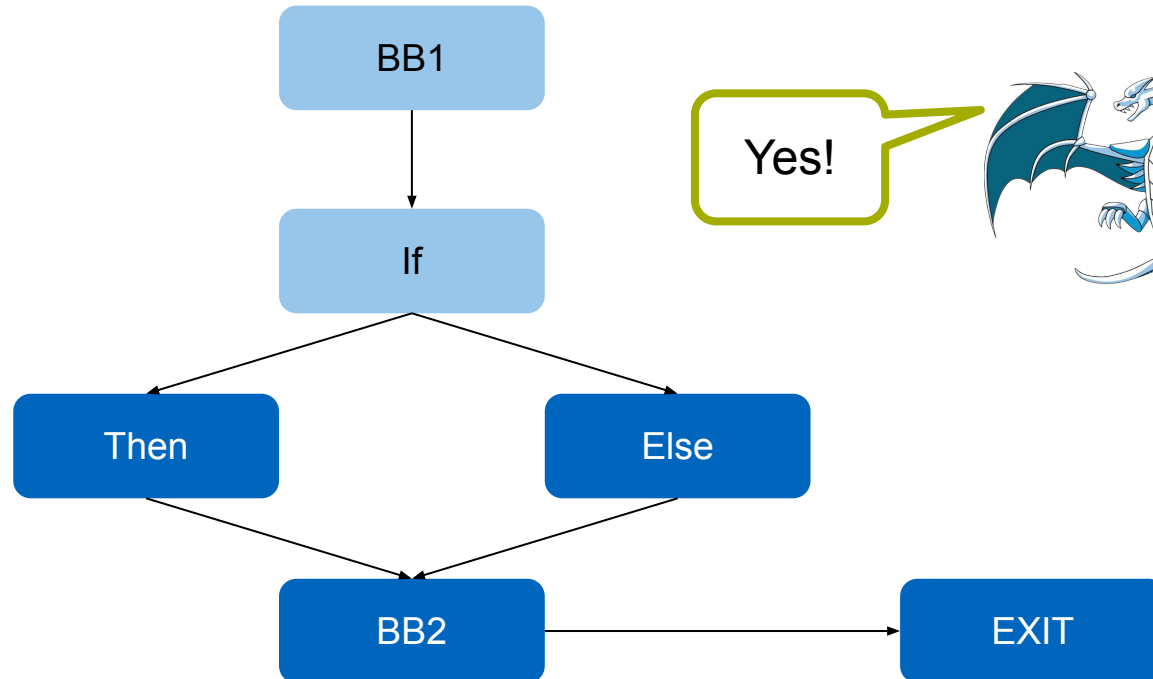 BB1
Yes!
If
Then
Else
BB2
EXIT